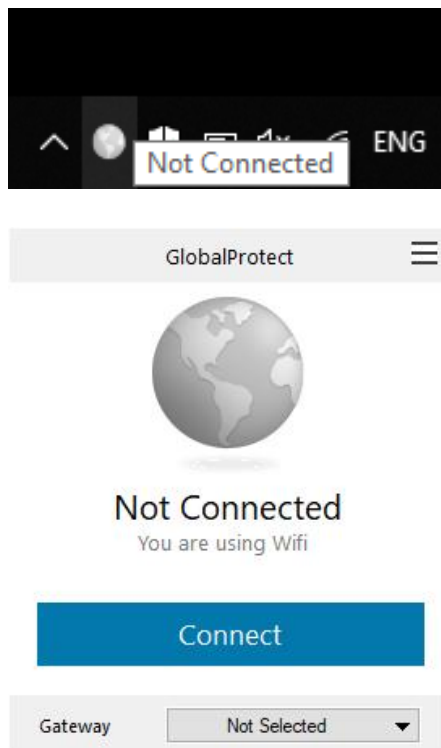 ENG
Not Connected
GlobalProtect
Not Connected
You are using Wifi
Connect
Gateway Not Selected